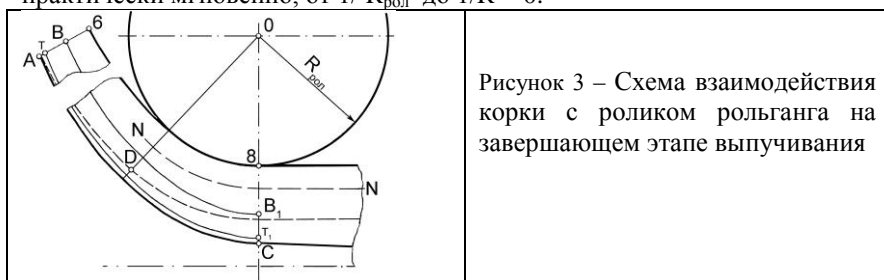 практически мгновенно, от 1/ Rрол до 1/R = 0.
A т B 6
0
Rрол
N
D
8
N
B1
т1
C
Рисунок 3 – Схема взаимодействия
корки с роликом рольганга на
завершающем этапе выпучивания